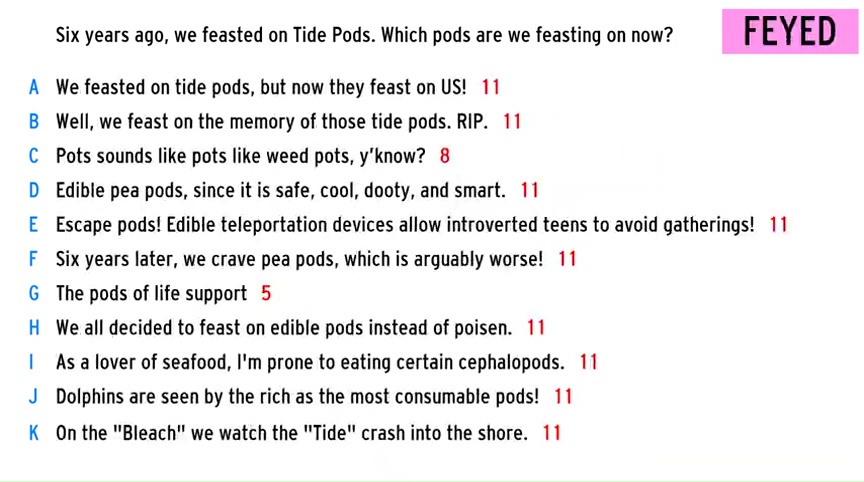 Six years ago, we feasted on Tide Pods. Which pods are we feasting on now?
FEYED
A We feasted on tide pods, but now they feast on US! 11
B Well, we feast on the memory of those tide pods. RIP. 11
C Pots sounds like pots like weed pots, y'know? 8
D Edible pea pods, since it is safe, cool, dooty, and smart. 11
E Escape pods! Edible teleportation devices allow introverted teens to avoid gatherings! 11
F Six years later, we crave pea pods, which is arguably worse! 11
G The pods of life support 5
H We all decided to feast on edible pods instead of poisen. 11
I As a lover of seafood, I'm prone to eating certain cephalopods. 11
J Dolphins are seen by the rich as the most consumable pods! 11
K On the "Bleach" we watch the "Tide" crash into the shore. 11